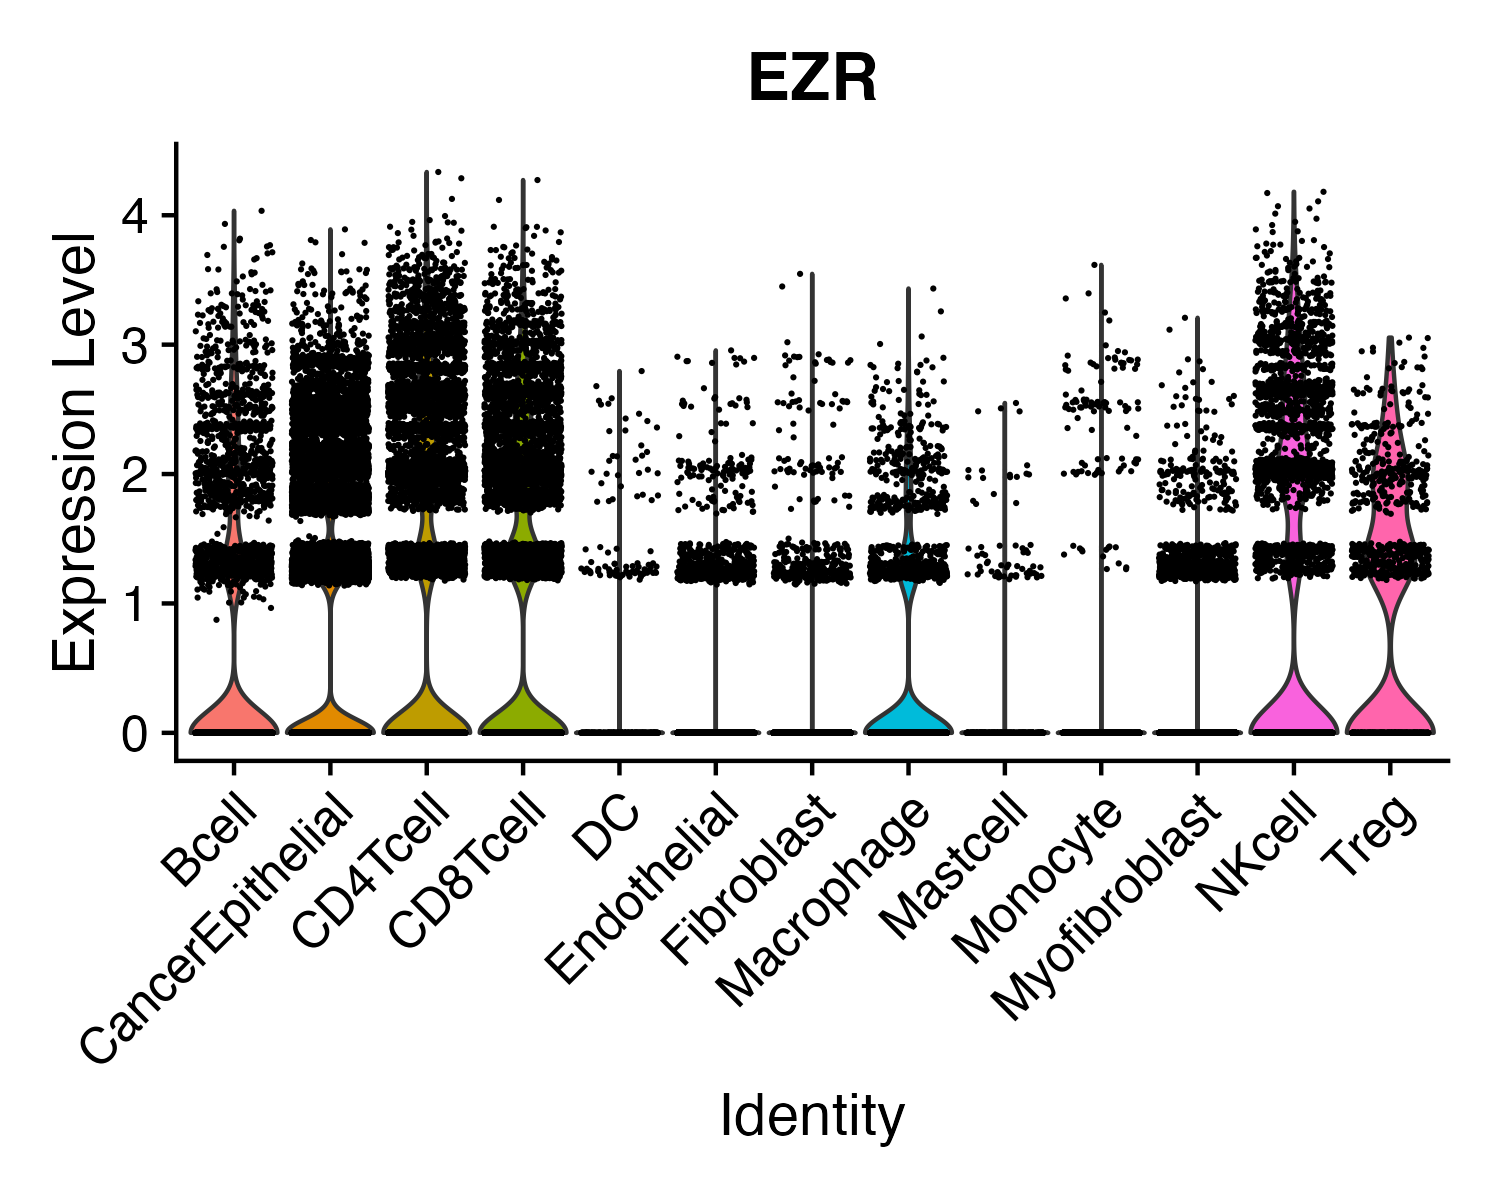 EZR
Expression Level
4
3
2
1
0
Bcell
CancerEpithelial
CD4Tcell
CD8Tcell
DC
Endothelial
Fibroblast
Macrophage
Mastcell
Monocyte
Myofibroblast
NKcell
Treg
Identity